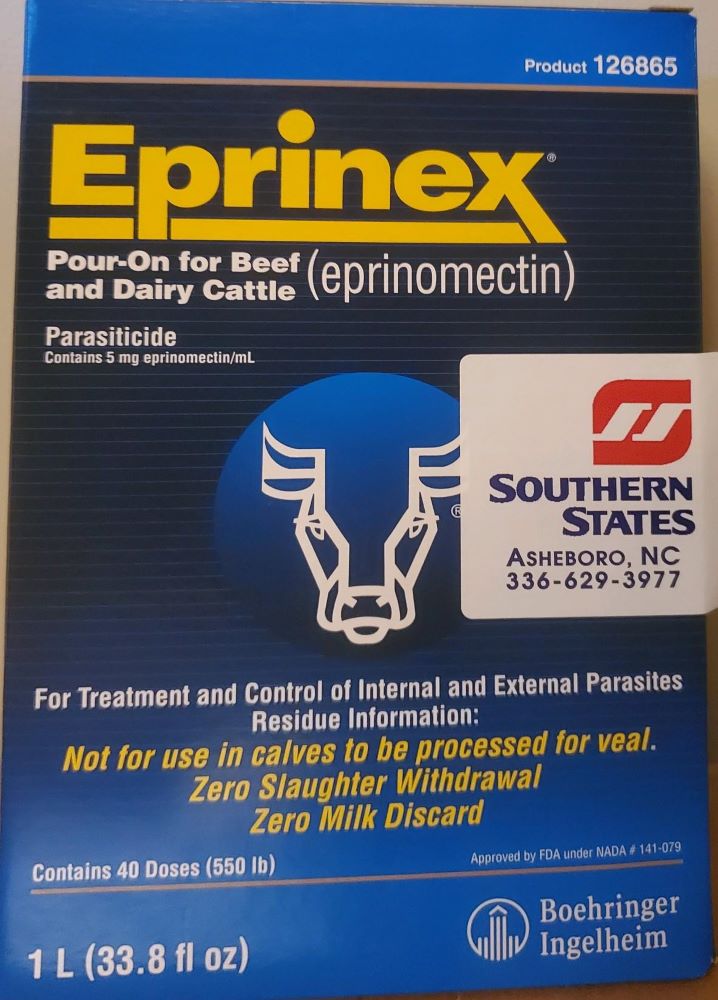 Product 126865
Eprinex®
Pour-On for Beef
and Dairy Cattle (eprinomectin)
Parasiticide
Contains 5 mg eprinomectin/mL
®
SOUTHERN
STATES
ASHEBORO, NC
336-629-3977
For Treatment and Control of Internal and External Parasites
Residue Information:
Not for use in calves to be processed for veal.
Zero Slaughter Withdrawal
Zero Milk Discard
Contains 40 Doses (550 lb)
Approved by FDA under NADA # 141-079
1 L (33.8 fl oz)
Boehringer
Ingelheim